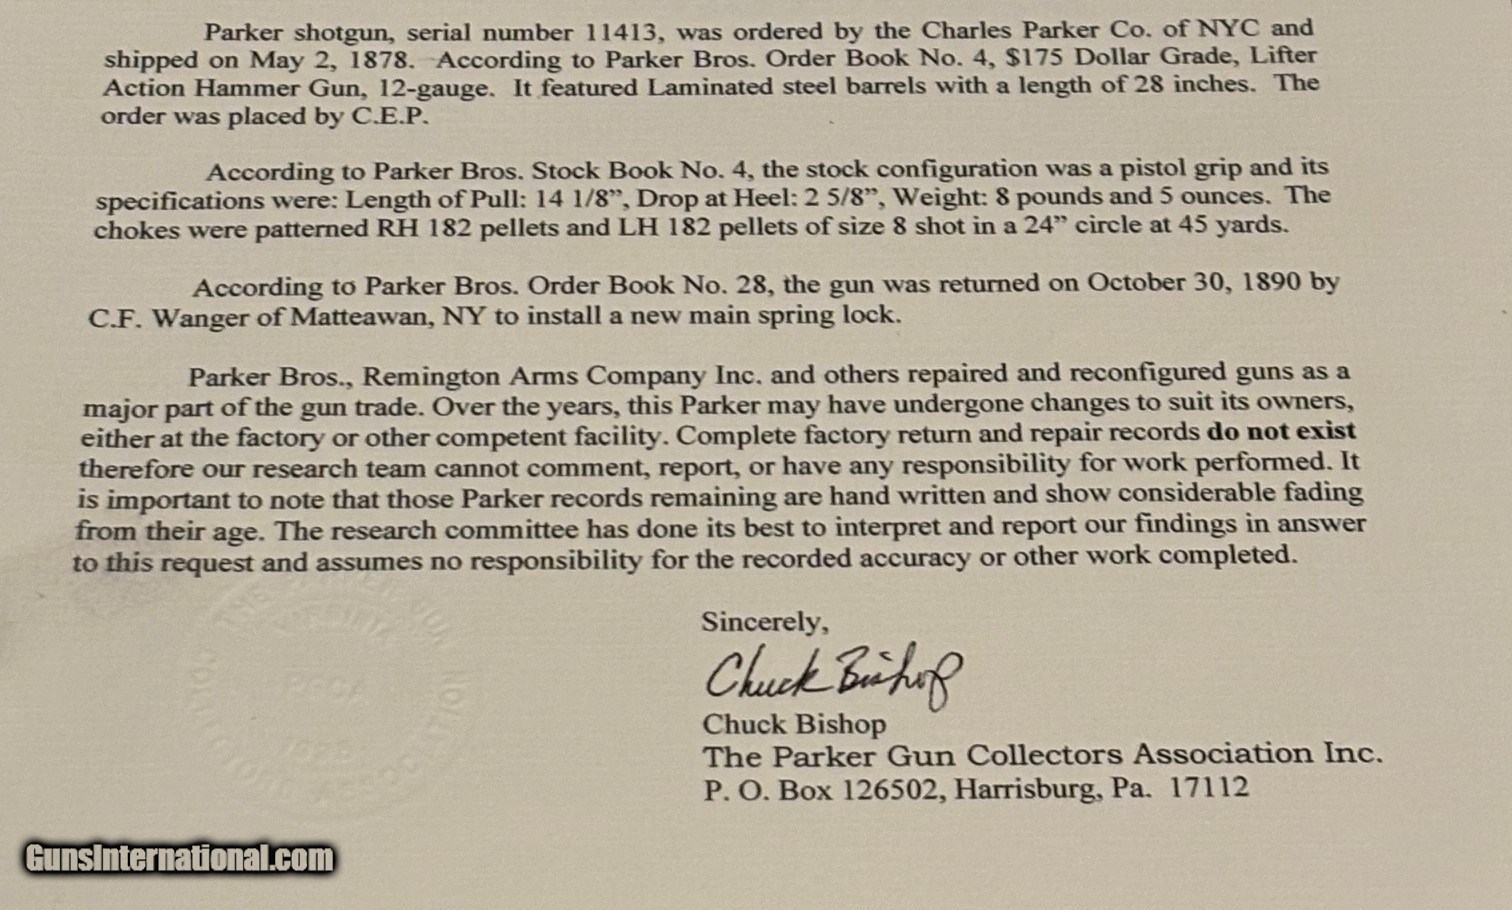 Parker shotgun, serial number 11413, was ordered by the Charles Parker Co. of NYC and
shipped on May 2, 1878. According to Parker Bros. Order Book No. 4, $175 Dollar Grade, Lifter
Action Hammer Gun, 12-gauge. It featured Laminated steel barrels with a length of 28 inches. The
order was placed by C.E.P.
According to Parker Bros. Stock Book No. 4, the stock configuration was a pistol grip and its
specifications were: Length of Pull: 14 1/8”, Drop at Heel: 2 5/8”, Weight: 8 pounds and 5 ounces. The
chokes were patterned RH 182 pellets and LH 182 pellets of size 8 shot in a 24” circle at 45 yards.
According to Parker Bros. Order Book No. 28, the gun was returned on October 30, 1890 by
C.F. Wanger of Matteawan, NY to install a new main spring lock.
Parker Bros., Remington Arms Company Inc. and others repaired and reconfigured guns as a
major part of the gun trade. Over the years, this Parker may have undergone changes to suit its owners,
either at the factory or other competent facility. Complete factory return and repair records do not exist
therefore our research team cannot comment, report, or have any responsibility for work performed. It
is important to note that those Parker records remaining are hand written and show considerable fading
from their age. The research committee has done its best to interpret and report our findings in answer
to this request and assumes no responsibility for the recorded accuracy or other work completed.
Sincerely,
Chuck Bishop
Chuck Bishop
The Parker Gun Collectors Association Inc.
P. O. Box 126502, Harrisburg, Pa. 17112
GunsInternational.com